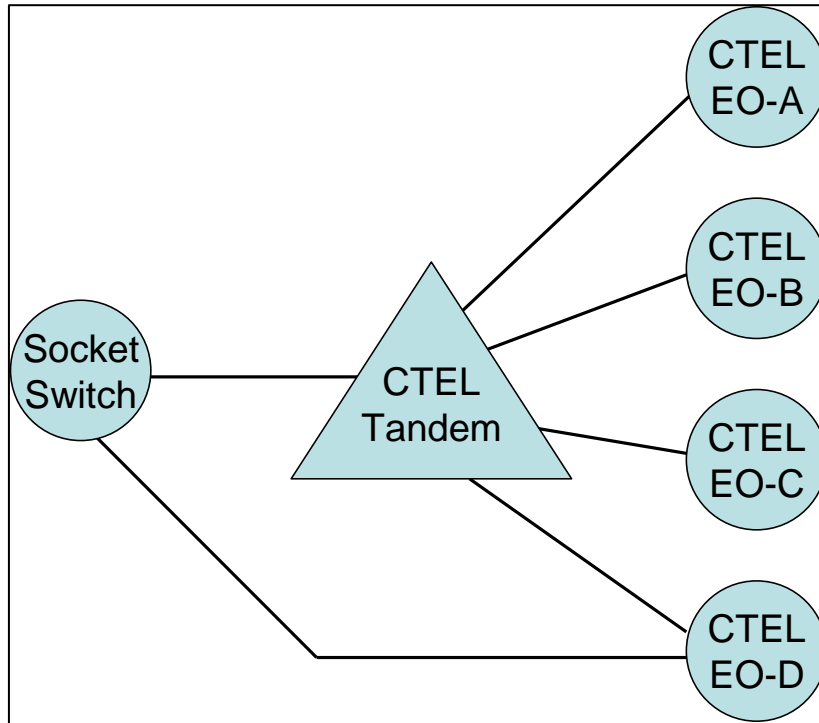 CTEL
EO-A
CTEL
EO-B
Socket
Switch
CTEL
Tandem
CTEL
EO-C
CTEL
EO-D